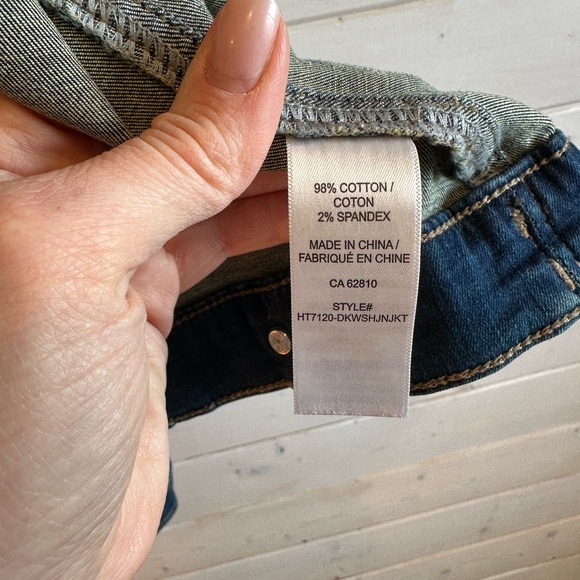 98% COTTON /
COTON
2% SPANDEX
MADE IN CHINA /
FABRIQUÉ EN CHINE
CA 62810
STYLE#
HT7120-DKWSHJNJKT